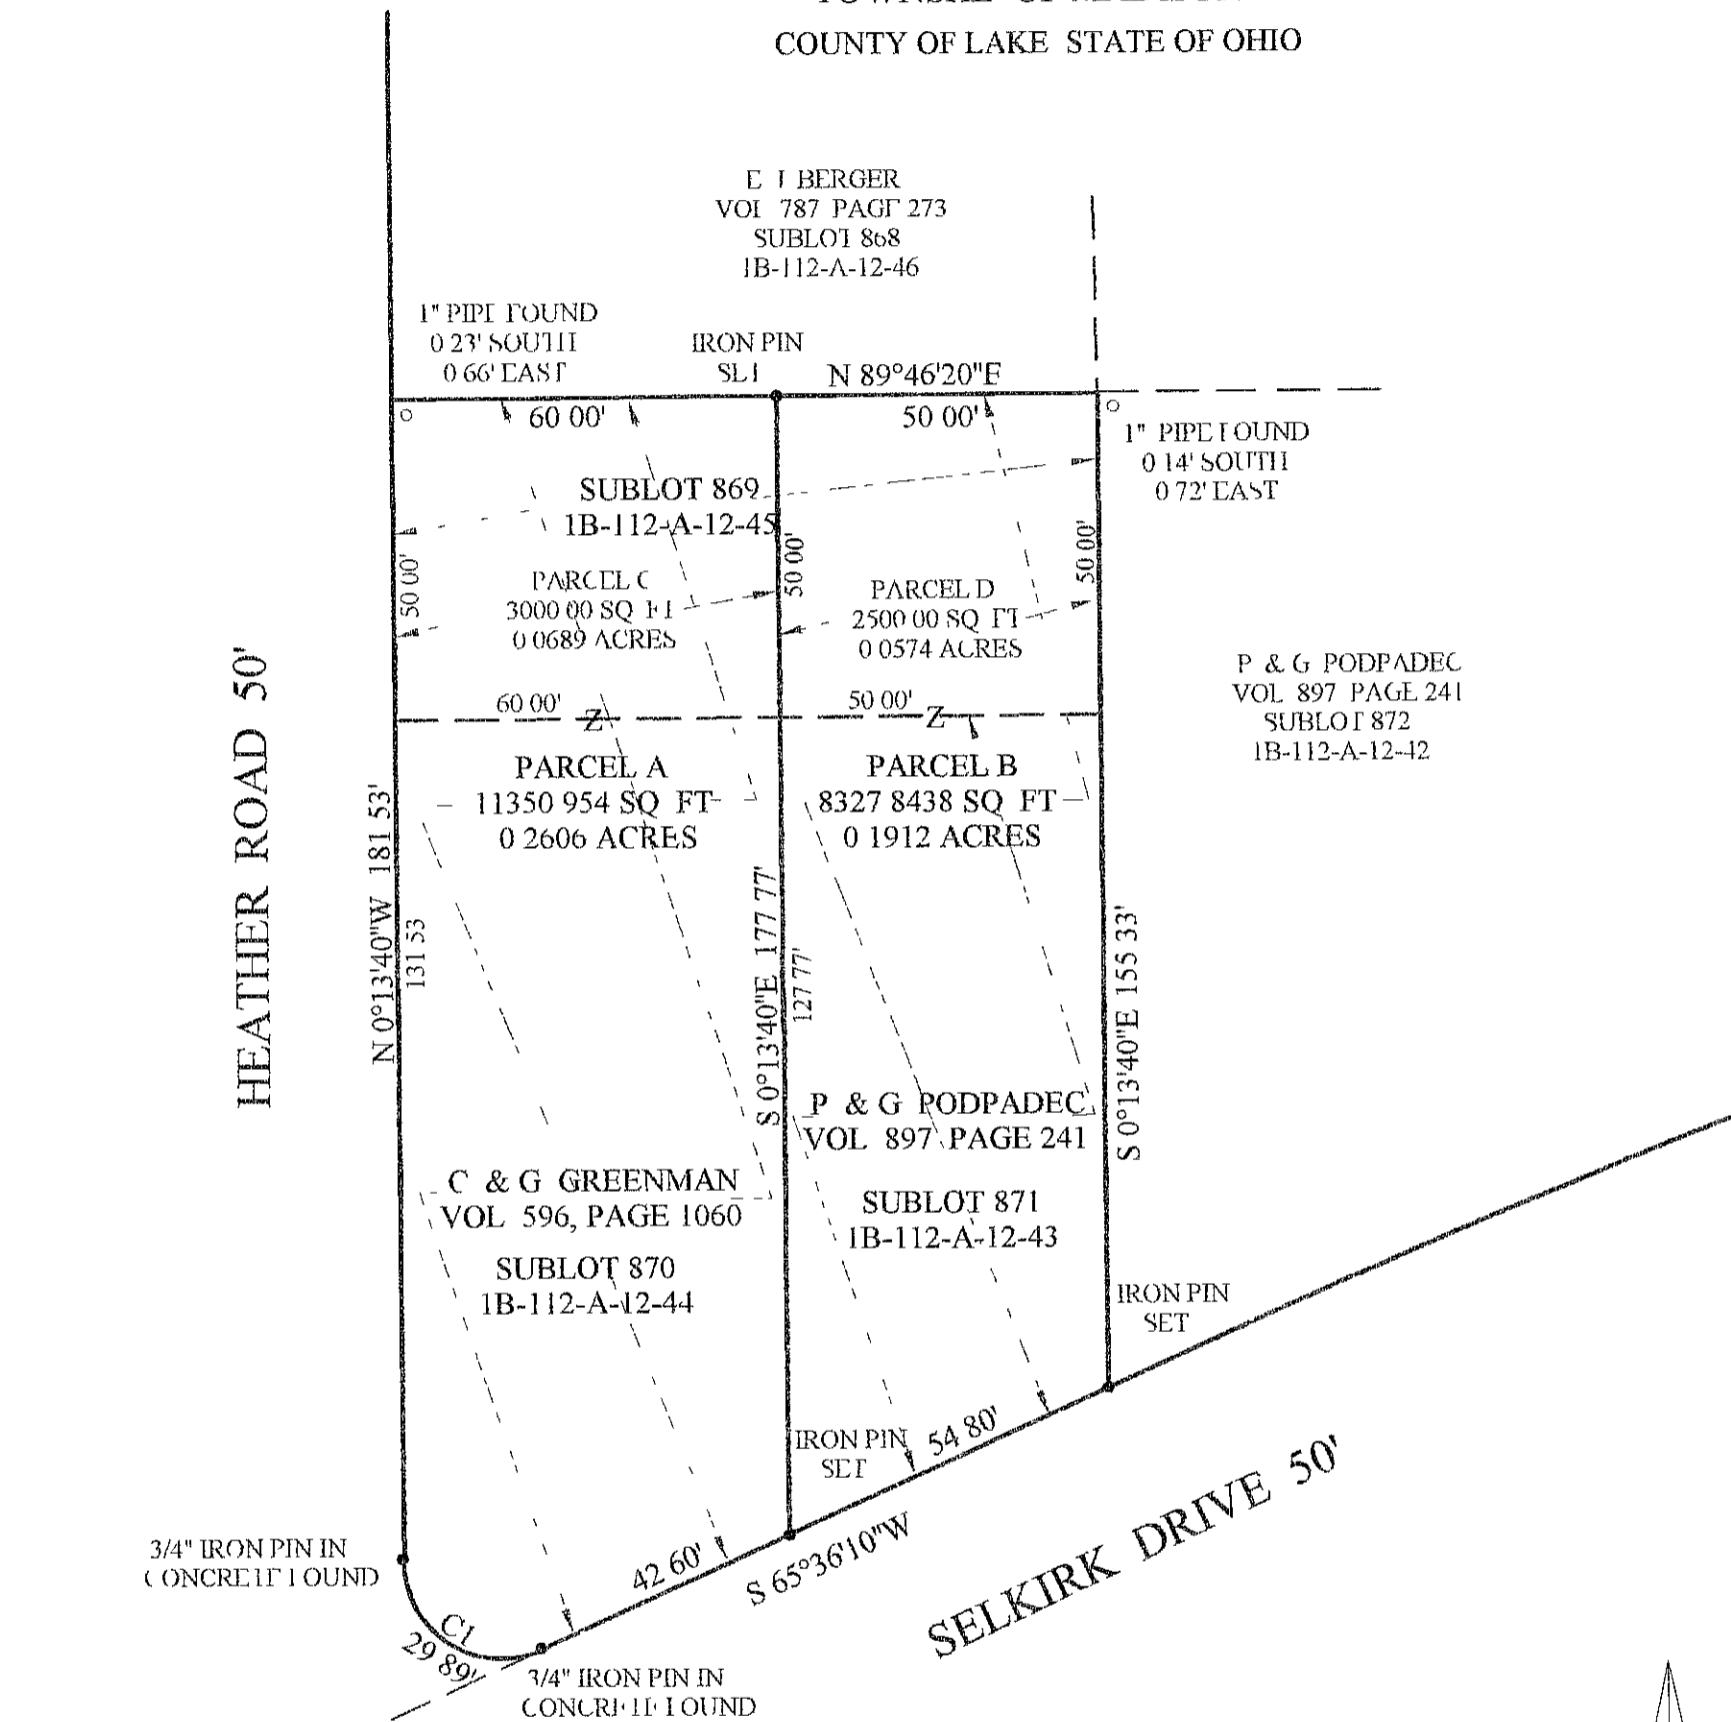 COUNTY OF LAKE STATE OF OHIO
BERGER
787 273
SUBLOT 868
1B-112-A-12-46
1" PIPE FOUND
0 23' SOUTH
0 66' EAST
IRON PIN
SET
N 89°46'20"E
60 00'
50 00'
1" PIPE FOUND
0 14' SOUTH
0 72' EAST
SUBLOT 869
1B-112-A-12-45
50 00'
50 00'
50 00'
PARCEL C
3000 00 SQ FT
0 0689 ACRES
PARCEL D
2500 00 SQ FT
0 0574 ACRES
P & G PODPADEC
VOL 897 PAGE 241
SUBLOT 872
1B-112-A-12-42
60 00'
50 00'
Z
Z
HEATHER ROAD 50'
PARCEL A
11350 954 SQ FT
0 2606 ACRES
PARCEL B
8327 8438 SQ FT
0 1912 ACRES
N 0°13'40"W 181 53'
131 53
S 0°13'40"E 177 77'
127 77'
S 0°13'40"E 155 33'
P & G PODPADEC
VOL 897 PAGE 241
C & G GREENMAN
VOL 596, PAGE 1060
SUBLOT 871
1B-112-A-12-43
SUBLOT 870
1B-112-A-12-44
IRON PIN
SET
IRON PIN
SET
54 80'
42 60'
S 65°36'10"W
SELKIRK DRIVE 50'
3/4" IRON PIN IN
CONCRETE FOUND
C1
29 89'
3/4" IRON PIN IN
CONCRETE FOUND